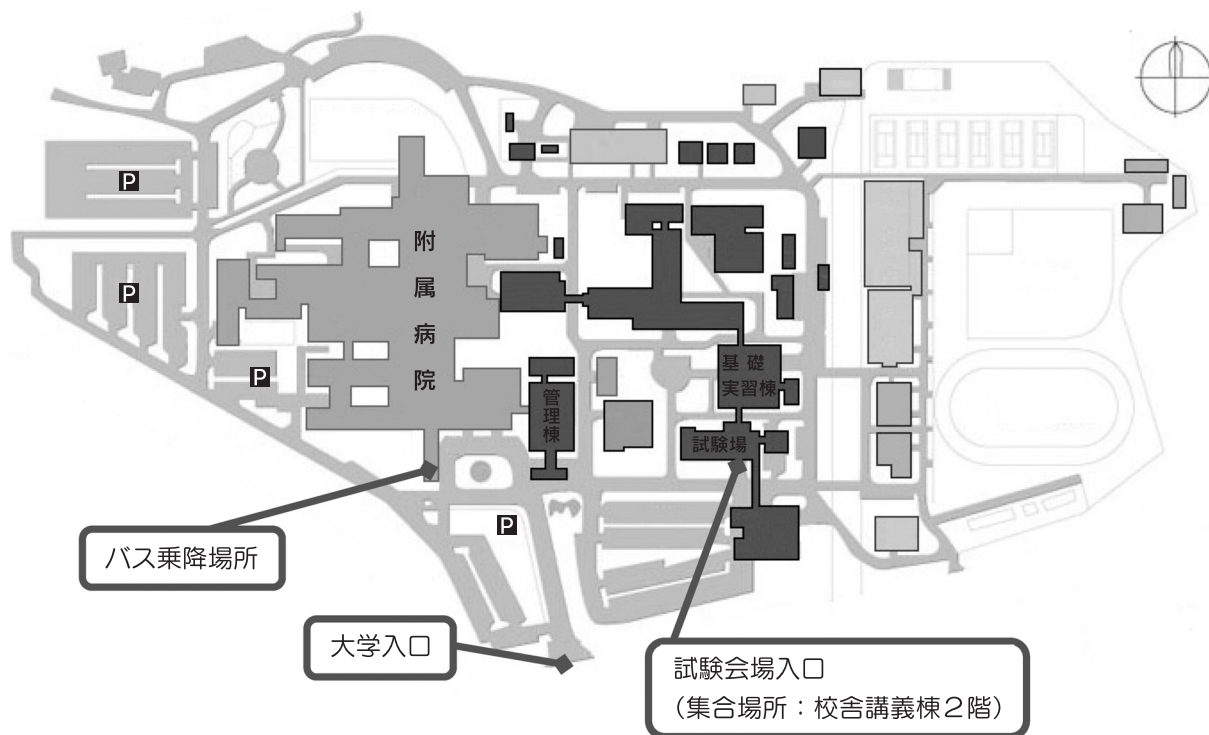 P
P
P
P
附属病院
管理棟
基礎
実習棟
試験場
バス乗降場所
大学入口
試験会場入口
(集合場所：校舎講義棟２階)